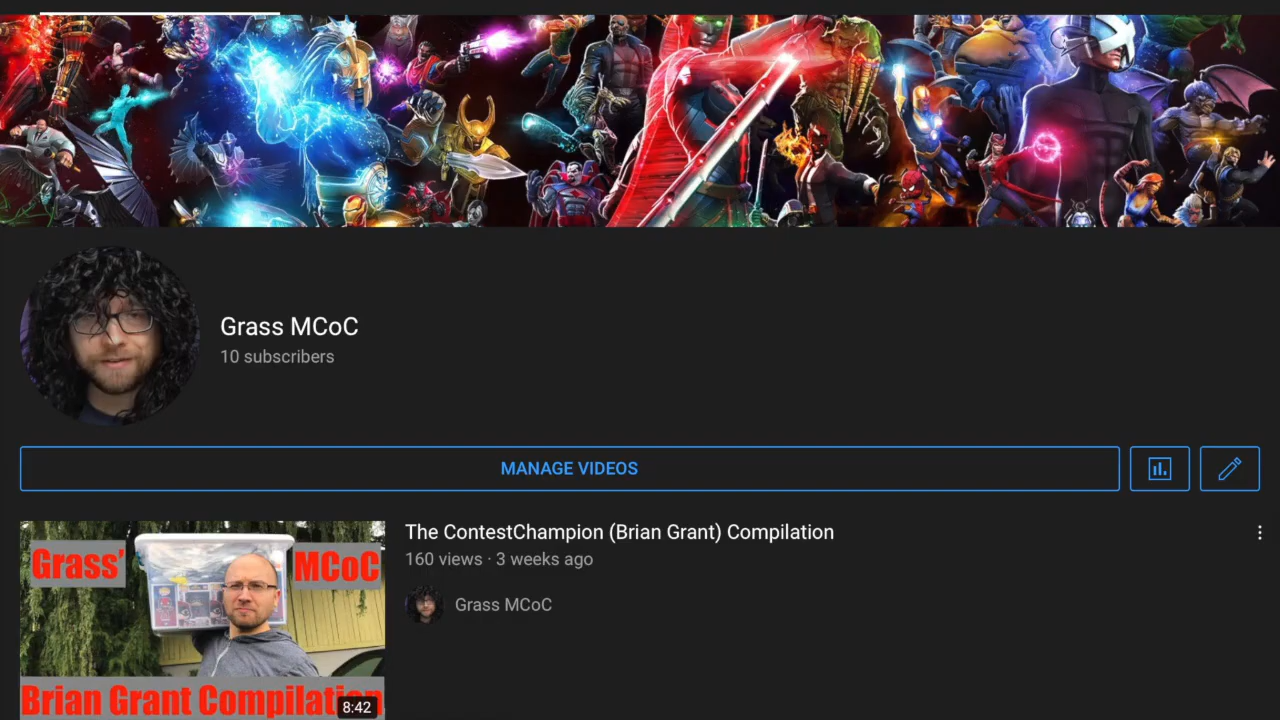 Grass MCoC
10 subscribers
MANAGE VIDEOS
Grass' MCoC
Brian Grant Compilation
8:42
The ContestChampion (Brian Grant) Compilation
160 views · 3 weeks ago
Grass MCoC